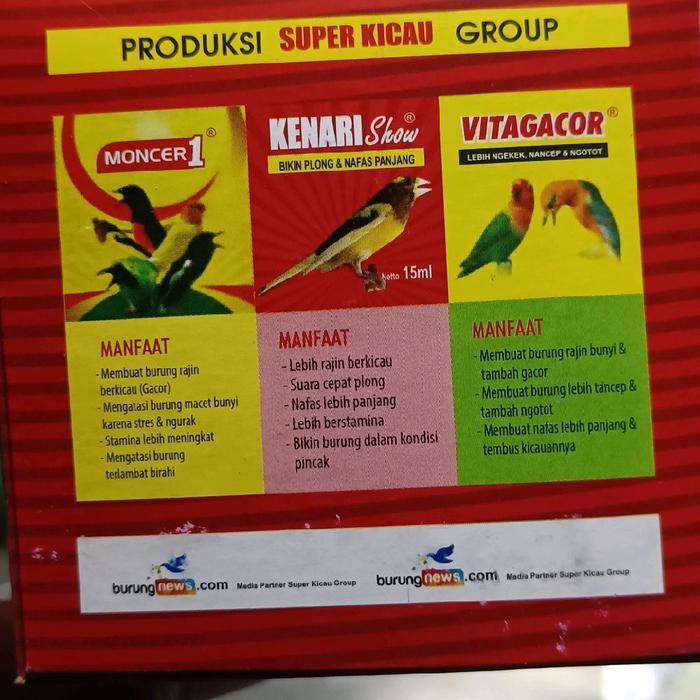 PRODUKSI SUPER KICAU GROUP
MONCER1®
KENARI Show®
BIKIN PLONG & NAFAS PANJANG
Netto 15ml
VITAGACOR®
LEBIH NGEKEK, NANCEP & NGOTOT
MANFAAT
- Membuat burung rajin
berkicau (Gacor)
- Mengatasi burung macet bunyi
karena stres & ngurak
- Stamina lebih meningkat
- Mengatasi burung
terlambat birahi
MANFAAT
- Lebih rajin berkicau
- Suara cepat plong
- Nafas lebih panjang
- Lebih berstamina
- Bikin burung dalam kondisi
pincak
MANFAAT
- Membuat burung rajin bunyi &
tambah gacor
- Membuat burung lebih tancep &
tambah ngotot
- Membuat nafas lebih panjang &
tembus kicauannya
burungnews.com Media Partner Super Kicau Group
burungnews.com Media Partner Super Kicau Group